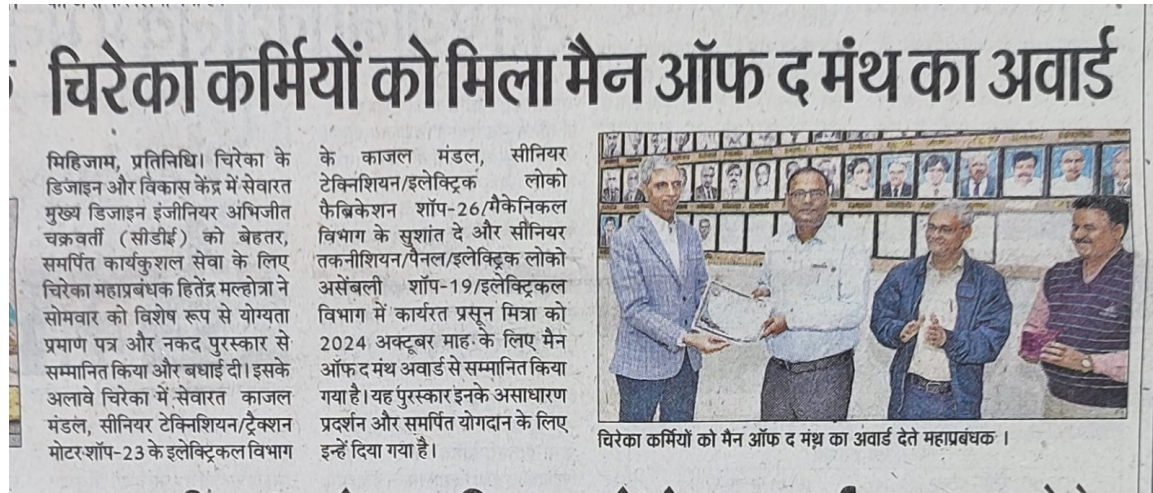 चिरेका कर्मियों को मिला मैन ऑफ द मंथ का अवार्ड
मिहिजाम, प्रतिनिधि। चिरेका के
डिजाइन और विकास केंद्र में सेवारत
मुख्य डिजाइन इंजीनियर अभिजीत
चक्रवर्ती (सीडीई) को बेहतर,
समर्पित कार्यकुशल सेवा के लिए
चिरेका महाप्रबंधक हितेंद्र मल्होत्रा ने
सोमवार को विशेष रूप से योग्यता
प्रमाण पत्र और नकद पुरस्कार से
सम्मानित किया और बधाई दी। इसके
अलावे चिरेका में सेवारत काजल
मंडल, सीनियर टेक्निशियन/ट्रैक्शन
मोटर शॉप-23 के इलेक्ट्रिकल विभाग
के काजल मंडल, सीनियर
टेक्निशियन/इलेक्ट्रिक लोको
फैब्रिकेशन शॉप-26/मैकेनिकल
विभाग के सुशांत दे और सीनियर
तकनीशियन/पैनल/इलेक्ट्रिक लोको
असेंबली शॉप-19/इलेक्ट्रिकल
विभाग में कार्यरत प्रसून मित्रा को
2024 अक्टूबर माह के लिए मैन
ऑफ द मंथ अवार्ड से सम्मानित किया
गया है। यह पुरस्कार इनके असाधारण
प्रदर्शन और समर्पित योगदान के लिए
इन्हें दिया गया है।
चिरेका कर्मियों को मैन ऑफ द मंथ का अवार्ड देते महाप्रबंधक ।